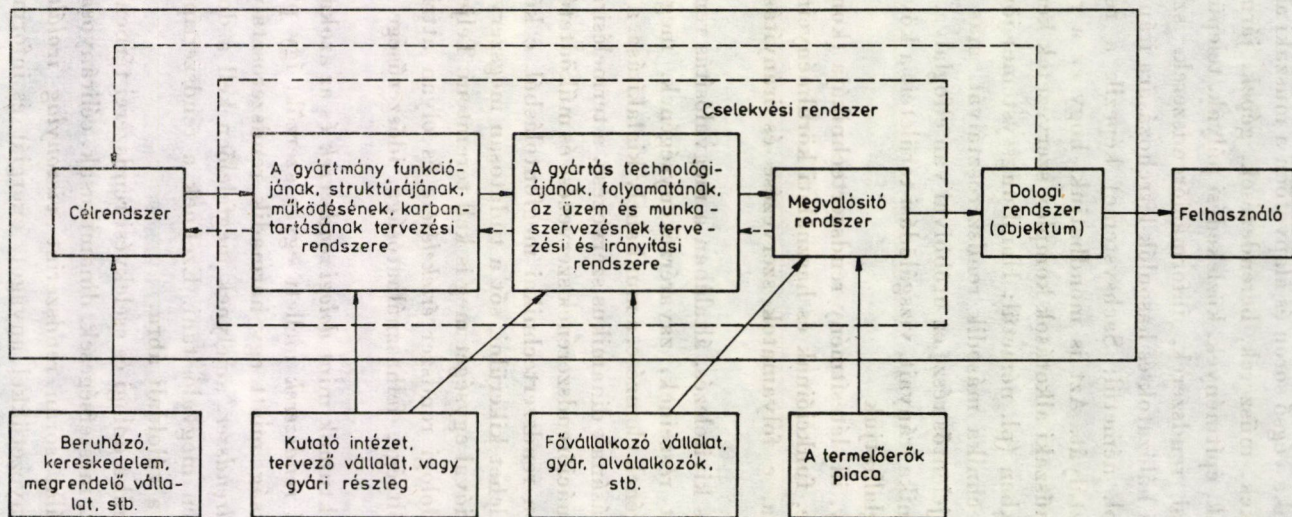 Cselekvési rendszer
Célrendszer
A gyártmány funkció-
jának, struktúrájának,
működésének, karban-
tartásának tervezési
rendszere
A gyártás technológi-
ájának, folyamatának,
az üzem és munka-
szervezésnek terve-
zési és irányítási
rendszere
Megvalósitó
rendszer
Dologi
rendszer
(objektum)
Felhasználó
Beruházó,
kereskedelem,
megrendelő válla-
lat, stb.
Kutató intézet,
tervező vállalat, vagy
gyári részleg
Fővállalkozó vállalat,
gyár, alválalkozók,
stb.
A termelőerők
piaca